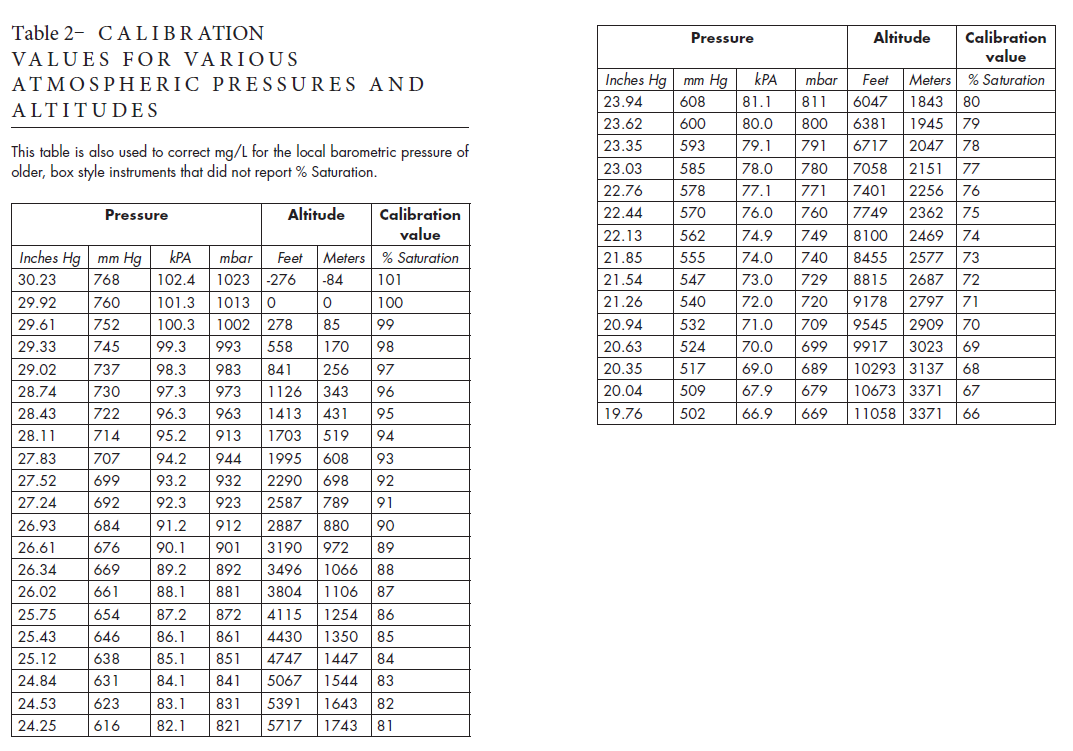 Table 2– CALIBRATION
VALUES FOR VARIOUS
ATMOSPHERIC PRESSURES AND
ALTITUDES
This table is also used to correct mg/L for the local barometric pressure of
older, box style instruments that did not report % Saturation.
Pressure Altitude Calibration
value
Inches Hg mm Hg kPA mbar Feet Meters % Saturation
30.23 768 102.4 1023 -276 -84 101
29.92 760 101.3 1013 0 0 100
29.61 752 100.3 1002 278 85 99
29.33 745 99.3 993 558 170 98
29.02 737 98.3 983 841 256 97
28.74 730 97.3 973 1126 343 96
28.43 722 96.3 963 1413 431 95
28.11 714 95.2 913 1703 519 94
27.83 707 94.2 944 1995 608 93
27.52 699 93.2 932 2290 698 92
27.24 692 92.3 923 2587 789 91
26.93 684 91.2 912 2887 880 90
26.61 676 90.1 901 3190 972 89
26.34 669 89.2 892 3496 1066 88
26.02 661 88.1 881 3804 1106 87
25.75 654 87.2 872 4115 1254 86
25.43 646 86.1 861 4430 1350 85
25.12 638 85.1 851 4747 1447 84
24.84 631 84.1 841 5067 1544 83
24.53 623 83.1 831 5391 1643 82
24.25 616 82.1 821 5717 1743 81
Pressure Altitude Calibration
value
Inches Hg mm Hg kPA mbar Feet Meters % Saturation
23.94 608 81.1 811 6047 1843 80
23.62 600 80.0 800 6381 1945 79
23.35 593 79.1 791 6717 2047 78
23.03 585 78.0 780 7058 2151 77
22.76 578 77.1 771 7401 2256 76
22.44 570 76.0 760 7749 2362 75
22.13 562 74.9 749 8100 2469 74
21.85 555 74.0 740 8455 2577 73
21.54 547 73.0 729 8815 2687 72
21.26 540 72.0 720 9178 2797 71
20.94 532 71.0 709 9545 2909 70
20.63 524 70.0 699 9917 3023 69
20.35 517 69.0 689 10293 3137 68
20.04 509 67.9 679 10673 3371 67
19.76 502 66.9 669 11058 3371 66